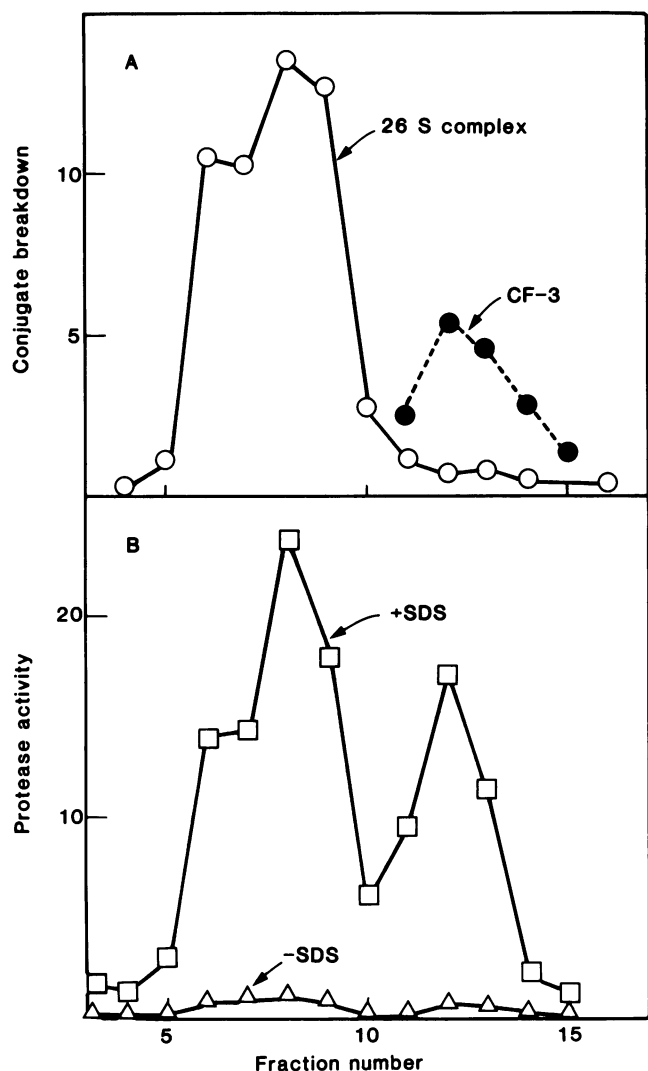 A
Conjugate breakdown
10
5
26 S complex
CF-3
B
Protease activity
20
10
+SDS
-SDS
5
10
15
Fraction number